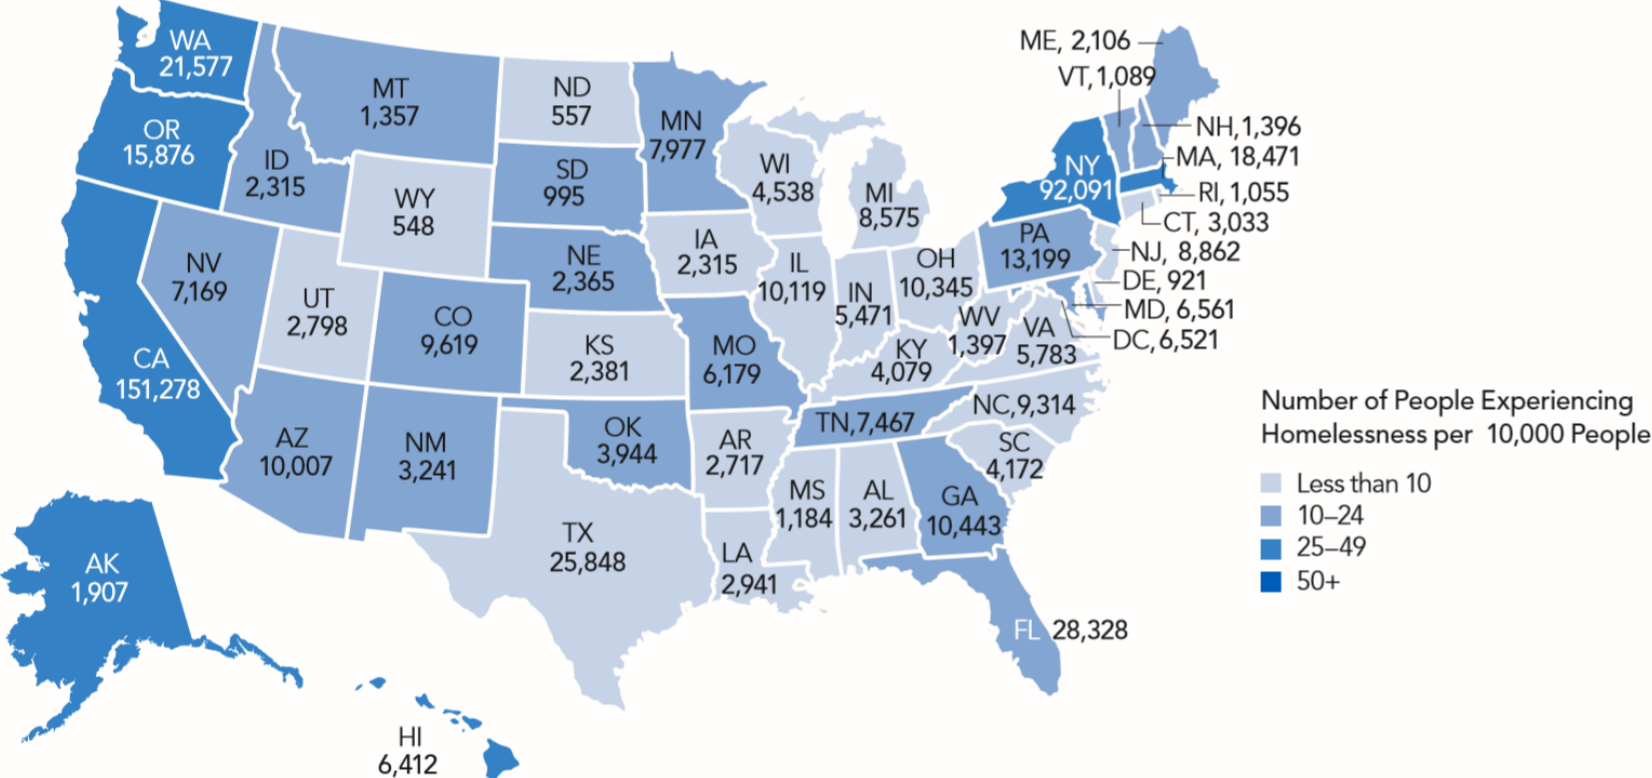 WA
21,577
OR
15,876
CA
151,278
ID
2,315
NV
7,169
MT
1,357
WY
548
UT
2,798
AZ
10,007
CO
9,619
NM
3,241
ND
557
SD
995
NE
2,365
KS
2,381
OK
3,944
TX
25,848
MN
7,977
IA
2,315
MO
6,179
AR
2,717
LA
2,941
WI
4,538
IL
10,119
MI
8,575
IN
5,471
OH
10,345
KY
4,079
TN,7,467
MS
1,184
AL
3,261
GA
10,443
FL 28,328
SC
4,172
NC,9,314
WV
1,397
VA
5,783
PA
13,199
NY
92,091
ME, 2,106
VT,1,089
NH,1,396
MA, 18,471
RI, 1,055
CT, 3,033
NJ, 8,862
DE, 921
MD, 6,561
DC, 6,521
AK
1,907
HI
6,412
Number of People Experiencing
Homelessness per 10,000 People
Less than 10
10–24
25–49
50+